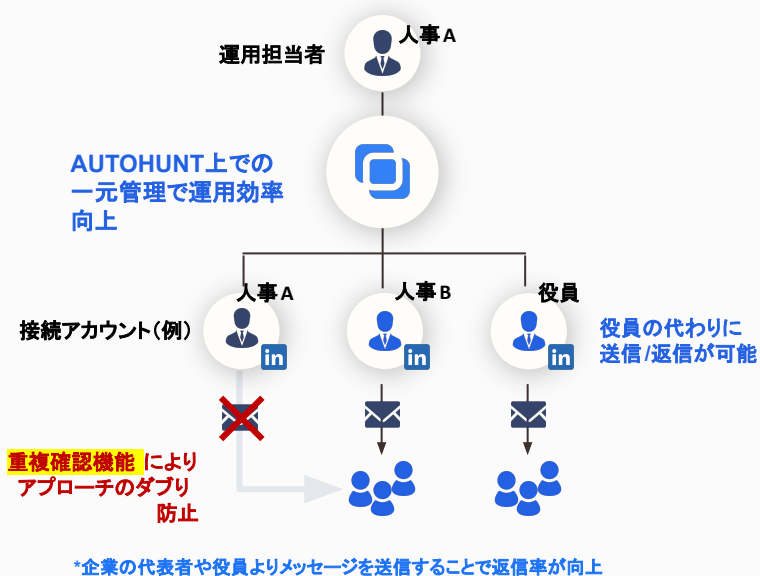 人事A
運用担当者
AUTOHUNT上での
一元管理で運用効率
向上
人事A
人事B
役員
接続アカウント（例）
in
in
in
役員の代わりに
送信/返信が可能
重複確認機能により
アプローチのダブり
防止
*企業の代表者や役員よりメッセージを送信することで返信率が向上